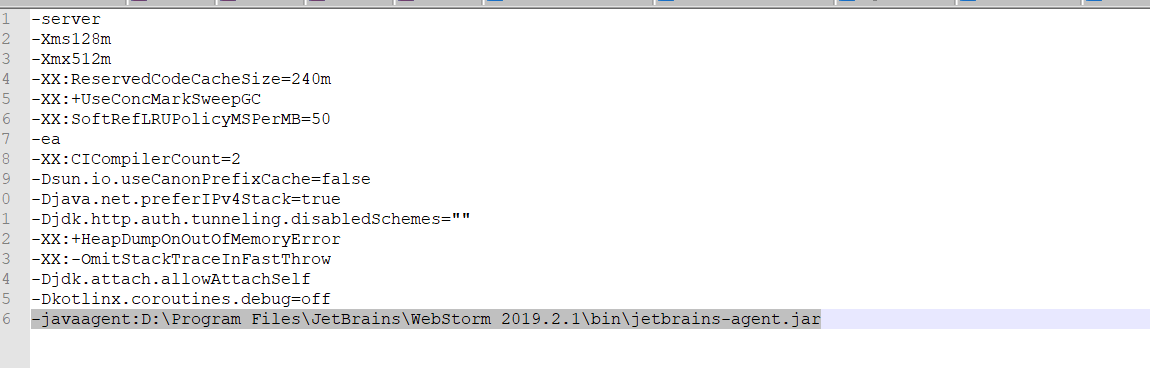 1 -server
2 -Xms128m
3 -Xmx512m
4 -XX:ReservedCodeCacheSize=240m
5 -XX:+UseConcMarkSweepGC
6 -XX:SoftRefLRUPolicyMSPerMB=50
7 -ea
8 -XX:CICompilerCount=2
9 -Dsun.io.useCanonPrefixCache=false
0 -Djava.net.preferIPv4Stack=true
1 -Djdk.http.auth.tunneling.disabledSchemes=""
2 -XX:+HeapDumpOnOutOfMemoryError
3 -XX:-OmitStackTraceInFastThrow
4 -Djdk.attach.allowAttachSelf
5 -Dkotlinx.coroutines.debug=off
6 -javaagent:D:\Program Files\JetBrains\WebStorm 2019.2.1\bin\jetbrains-agent.jar